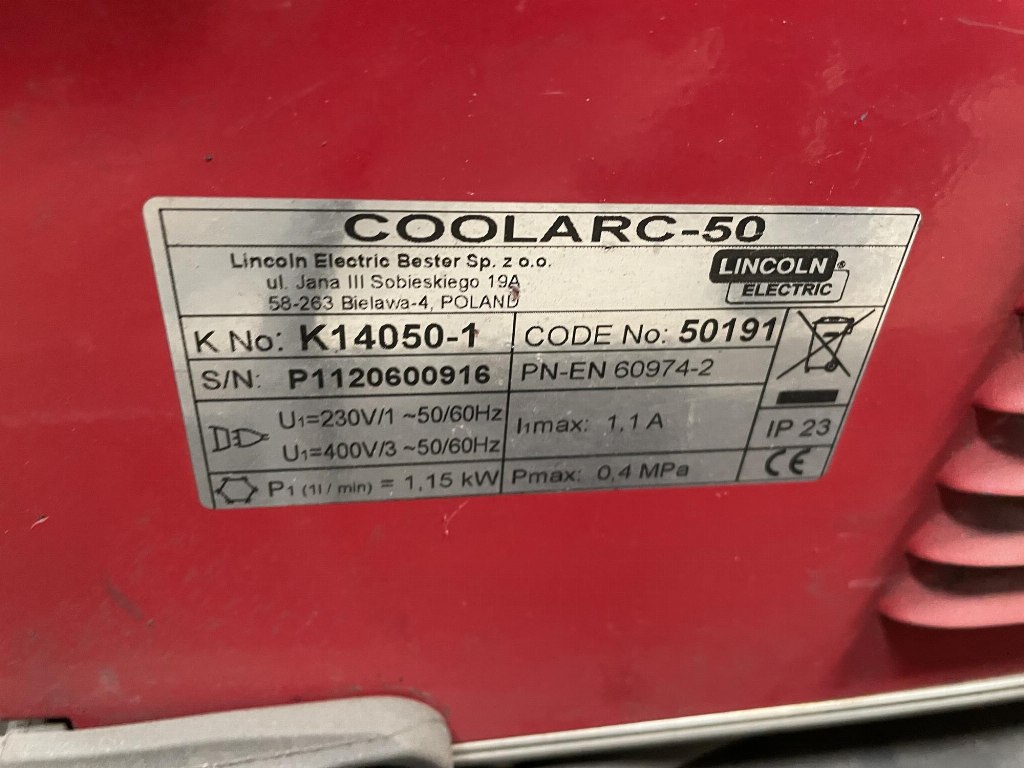 COOLARC-50
Lincoln Electric Bester Sp. z o.o.
ul. Jana III Sobieskiego 19A
58-263 Bielawa-4, POLAND
LINCOLN ®
ELECTRIC
K No: K14050-1
CODE No: 50191
S/N: P1120600916
PN-EN 60974-2
U1=230V/1 ~50/60Hz
U1=400V/3 ~50/60Hz
I1max: 1,1 A
IP 23
P1 (1l / min) = 1,15 kW
Pmax: 0,4 MPa
CE